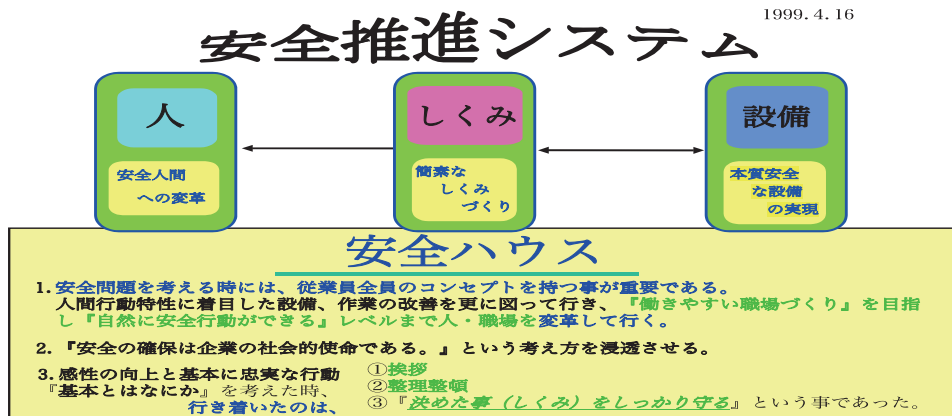 1999.4.16
安全推進システム
人
しくみ
設備
安全人間
への変革
簡素な
しくみ
づくり
本質安全
な設備
の実現
安全ハウス
1.安全問題を考える時には、従業員全員のコンセプトを持つ事が重要である。
人間行動特性に着目した設備、作業の改善を更に図って行き、『働きやすい職場づくり』を目指
し『自然に安全行動ができる』レベルまで人・職場を変革して行く。
2.『安全の確保は企業の社会的使命である。』という考え方を浸透させる。
3.感性の向上と基本に忠実な行動
『基本とはなにか』を考えた時、
行き着いたのは、
①挨拶
②整理整頓
③『決めた事（しくみ）をしっかり守る』という事であった。